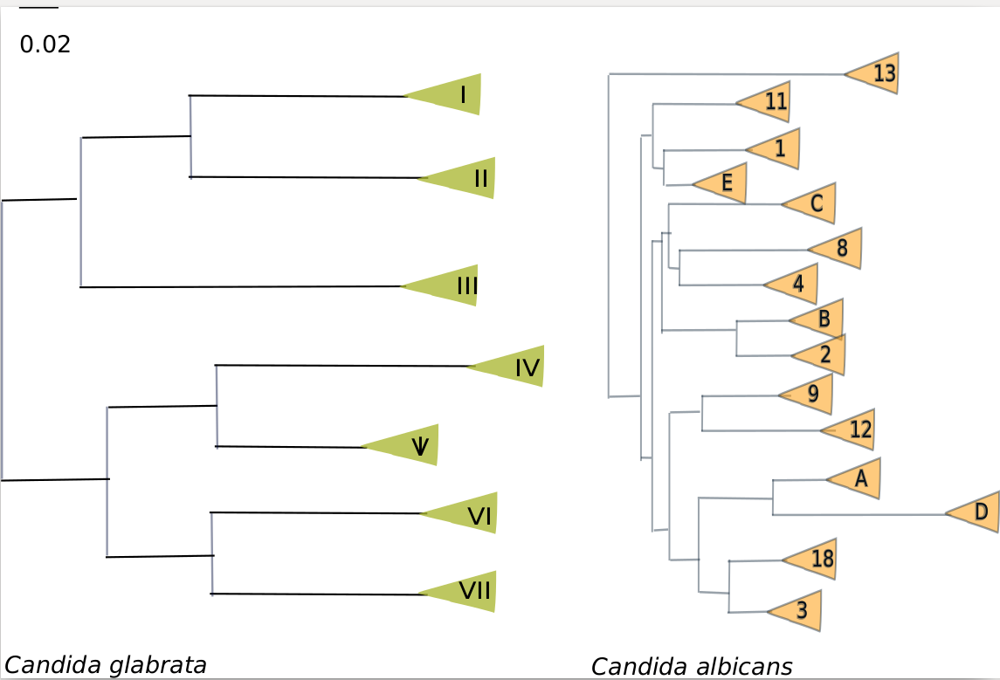 0.02
I
II
III
IV
V
VI
VII
Candida glabrata
13
11
1
E
C
8
4
B
2
9
12
A
D
18
3
Candida albicans